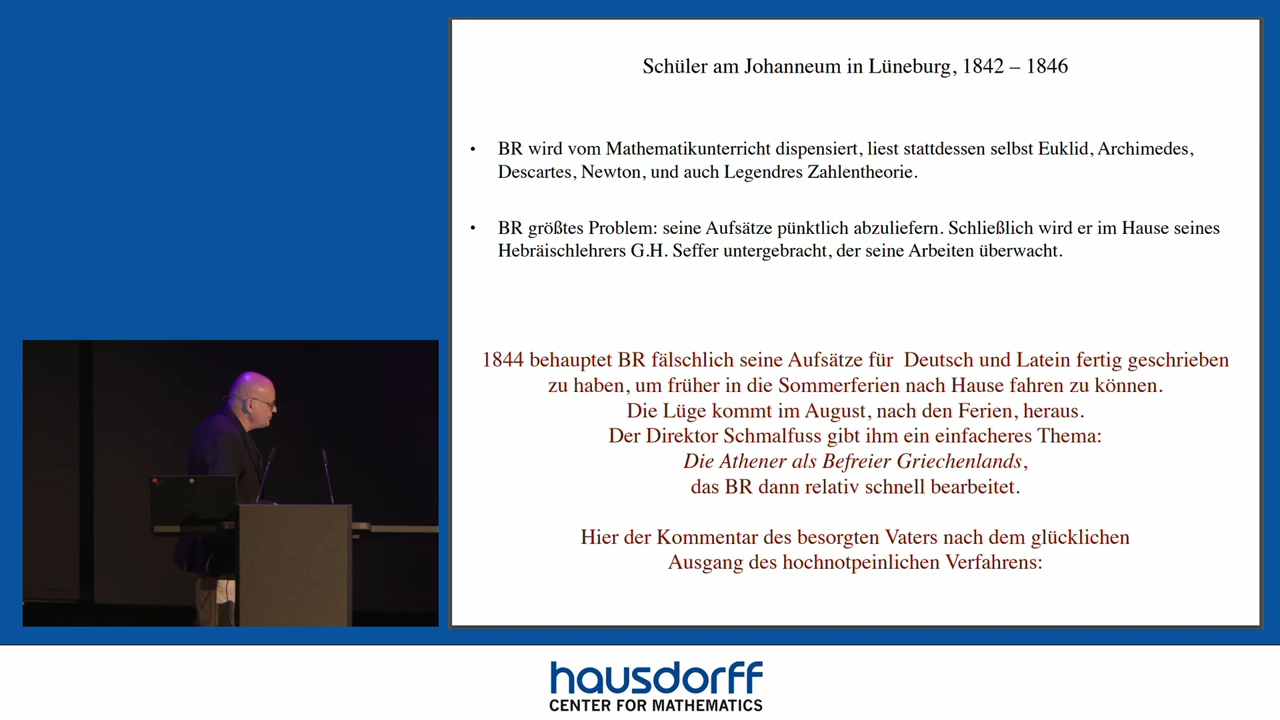 Schüler am Johanneum in Lüneburg, 1842 – 1846
• BR wird vom Mathematikunterricht dispensiert, liest stattdessen selbst Euklid, Archimedes,
Descartes, Newton, und auch Legendres Zahlentheorie.
• BR größtes Problem: seine Aufsätze pünktlich abzuliefern. Schließlich wird er im Hause seines
Hebräischlehrers G.H. Seffer untergebracht, der seine Arbeiten überwacht.
1844 behauptet BR fälschlich seine Aufsätze für Deutsch und Latein fertig geschrieben
zu haben, um früher in die Sommerferien nach Hause fahren zu können.
Die Lüge kommt im August, nach den Ferien, heraus.
Der Direktor Schmalfuss gibt ihm ein einfacheres Thema:
Die Athener als Befreier Griechenlands,
das BR dann relativ schnell bearbeitet.
Hier der Kommentar des besorgten Vaters nach dem glücklichen
Ausgang des hochnotpeinlichen Verfahrens:
hausdorff
CENTER FOR MATHEMATICS